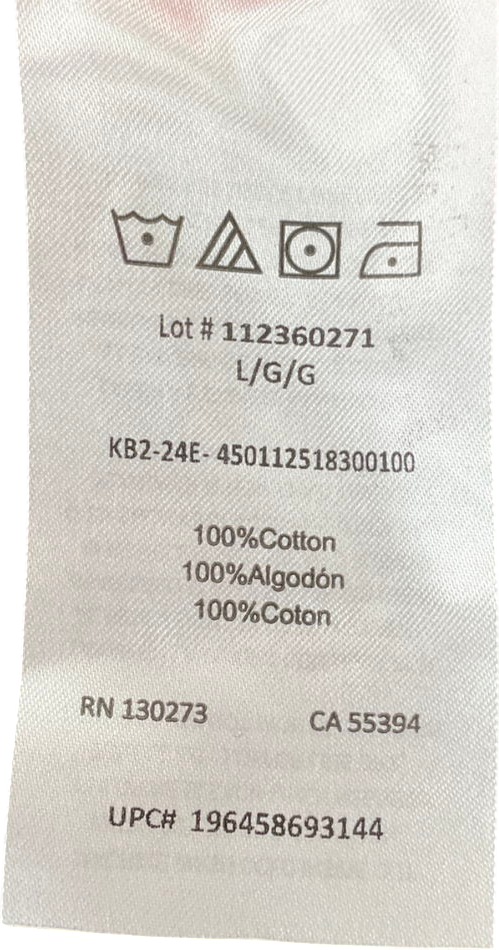 Lot # 112360271
L/G/G
KB2-24E- 450112518300100
100%Cotton
100%Algodón
100%Coton
RN 130273 CA 55394
UPC# 196458693144